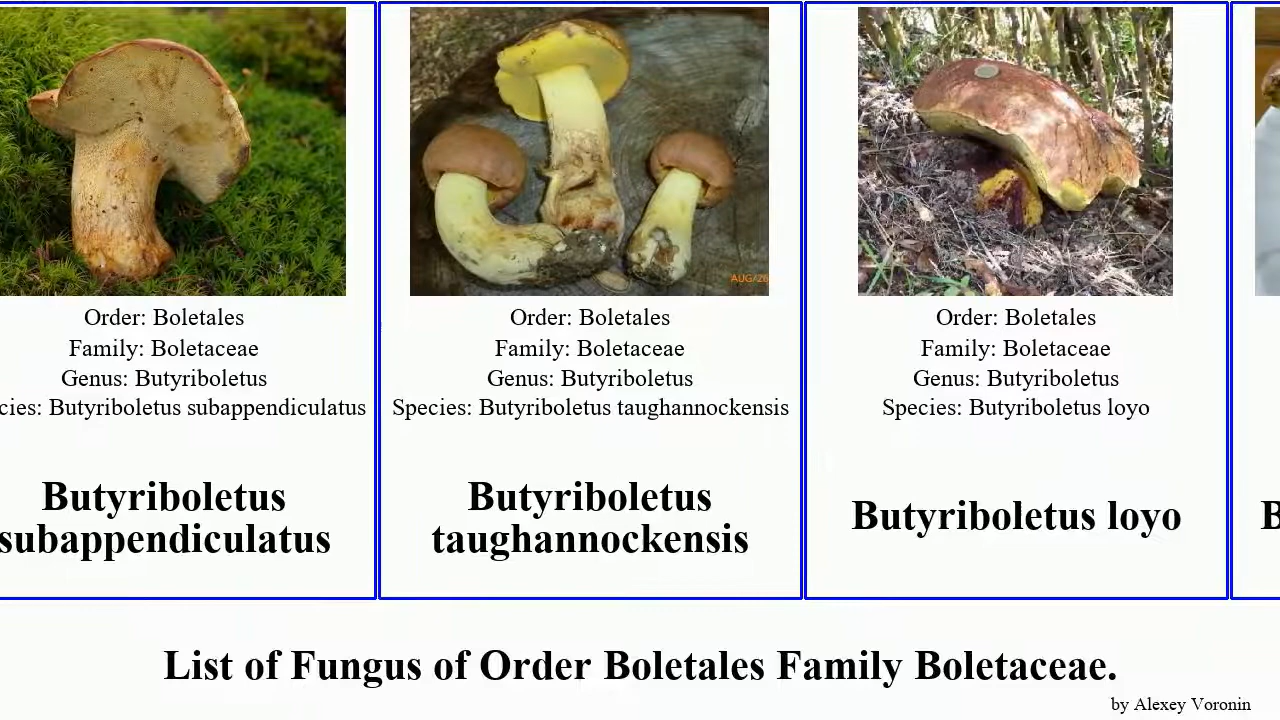 AUG/26
Order: Boletales
Family: Boletaceae
Genus: Butyriboletus
cies: Butyriboletus subappendiculatus
Butyriboletus
subappendiculatus
Order: Boletales
Family: Boletaceae
Genus: Butyriboletus
Species: Butyriboletus taughannockensis
Butyriboletus
taughannockensis
Order: Boletales
Family: Boletaceae
Genus: Butyriboletus
Species: Butyriboletus loyo
Butyriboletus loyo
B
List of Fungus of Order Boletales Family Boletaceae.
by Alexey Voronin